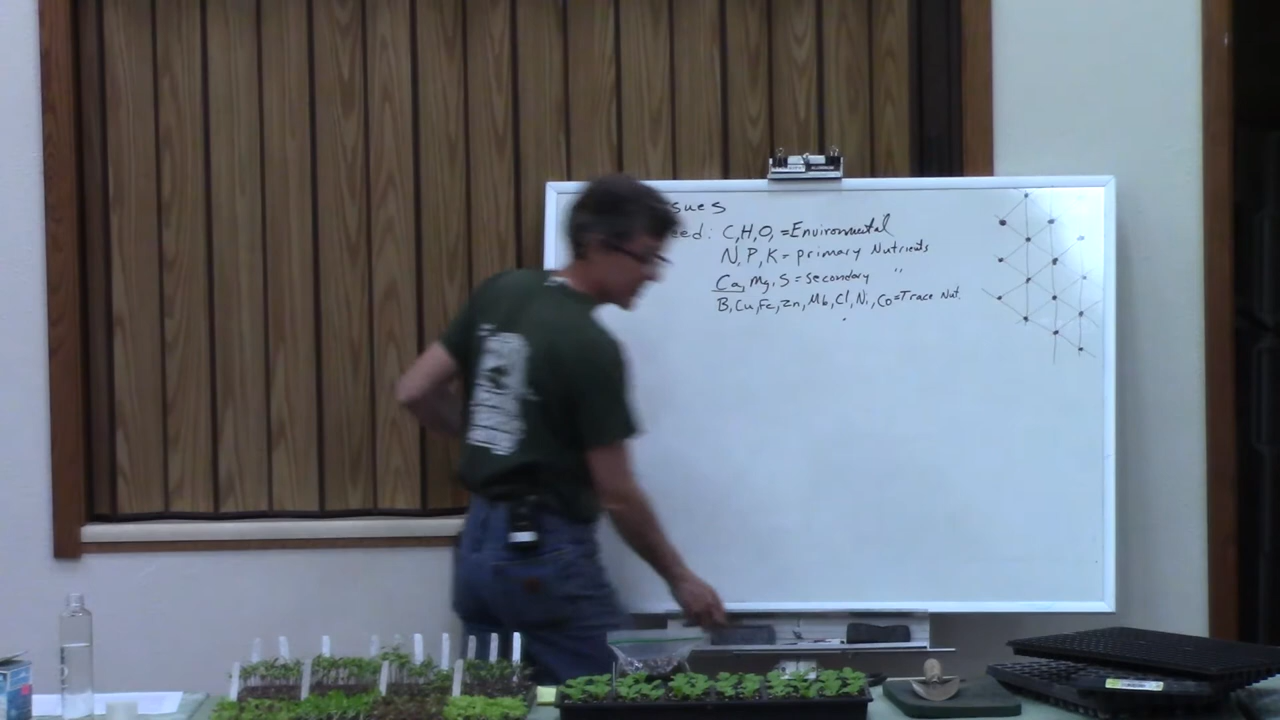 sues
eed: C, H, O, = Environmental
N, P, K = primary Nutrients
Ca, Mg, S = secondary "
B, Cu, Fe, Zn, Mb, Cl, Ni, Co = Trace Nut.